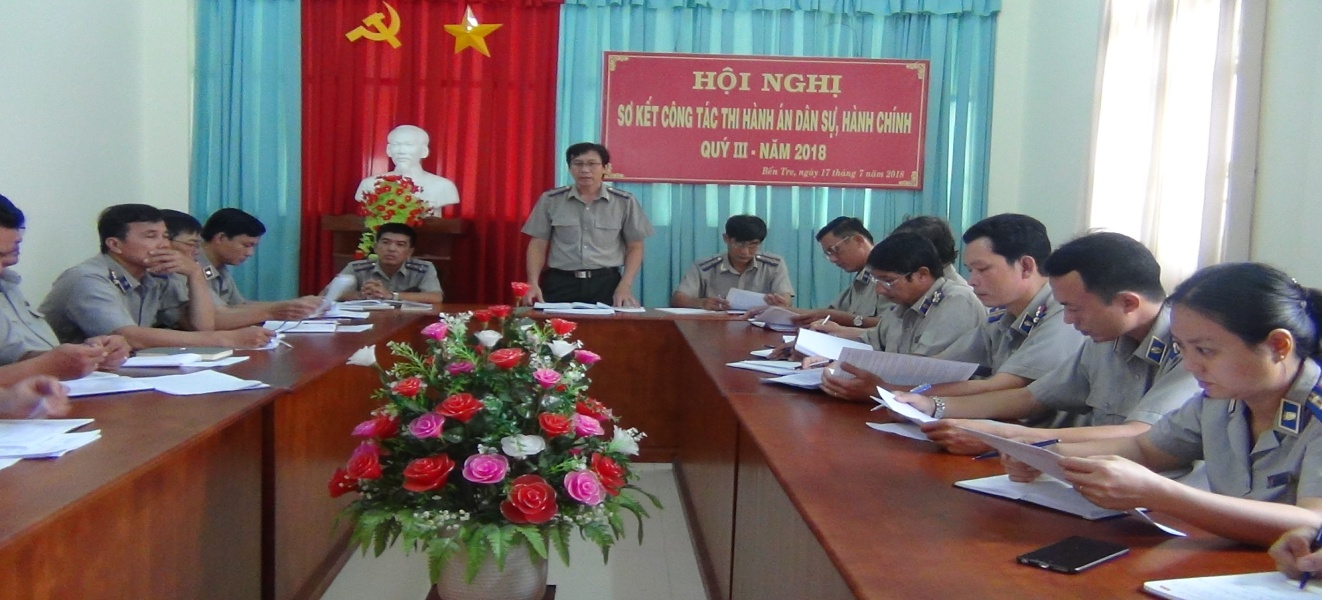 HỘI NGHỊ
SƠ KẾT CÔNG TÁC THI HÀNH ÁN DÂN SỰ, HÀNH CHÍNH
QUÝ III - NĂM 2018
Bến Tre, ngày 17 tháng 7 năm 2018